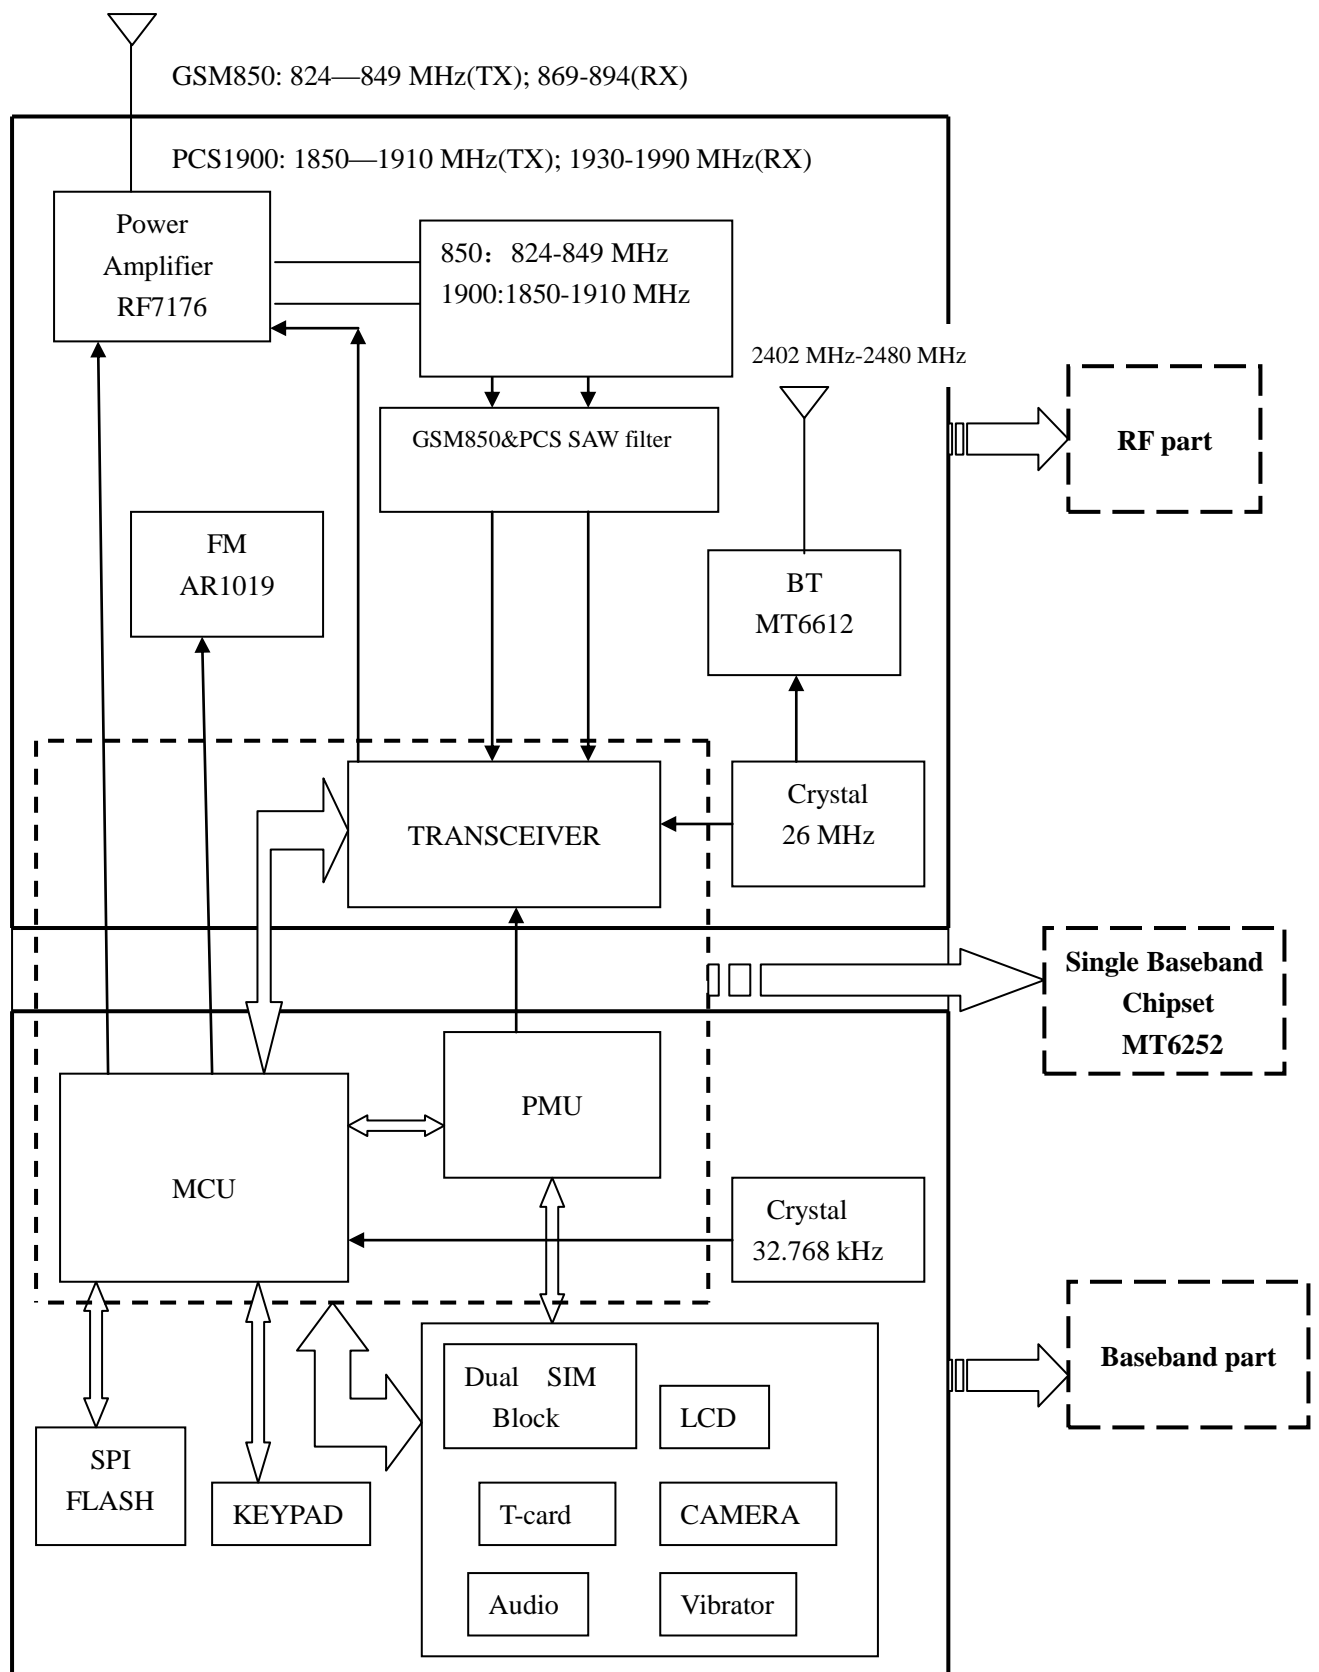 GSM850: 824—849 MHz(TX); 869-894(RX)
PCS1900: 1850—1910 MHz(TX); 1930-1990 MHz(RX)
Power
Amplifier
RF7176
850：824-849 MHz
1900:1850-1910 MHz
2402 MHz-2480 MHz
GSM850&PCS SAW filter
RF part
FM
AR1019
BT
MT6612
TRANSCEIVER
Crystal
26 MHz
Single Baseband
Chipset
MT6252
PMU
MCU
Crystal
32.768 kHz
Baseband part
Dual SIM
Block
LCD
SPI
FLASH
KEYPAD
T-card
CAMERA
Audio
Vibrator